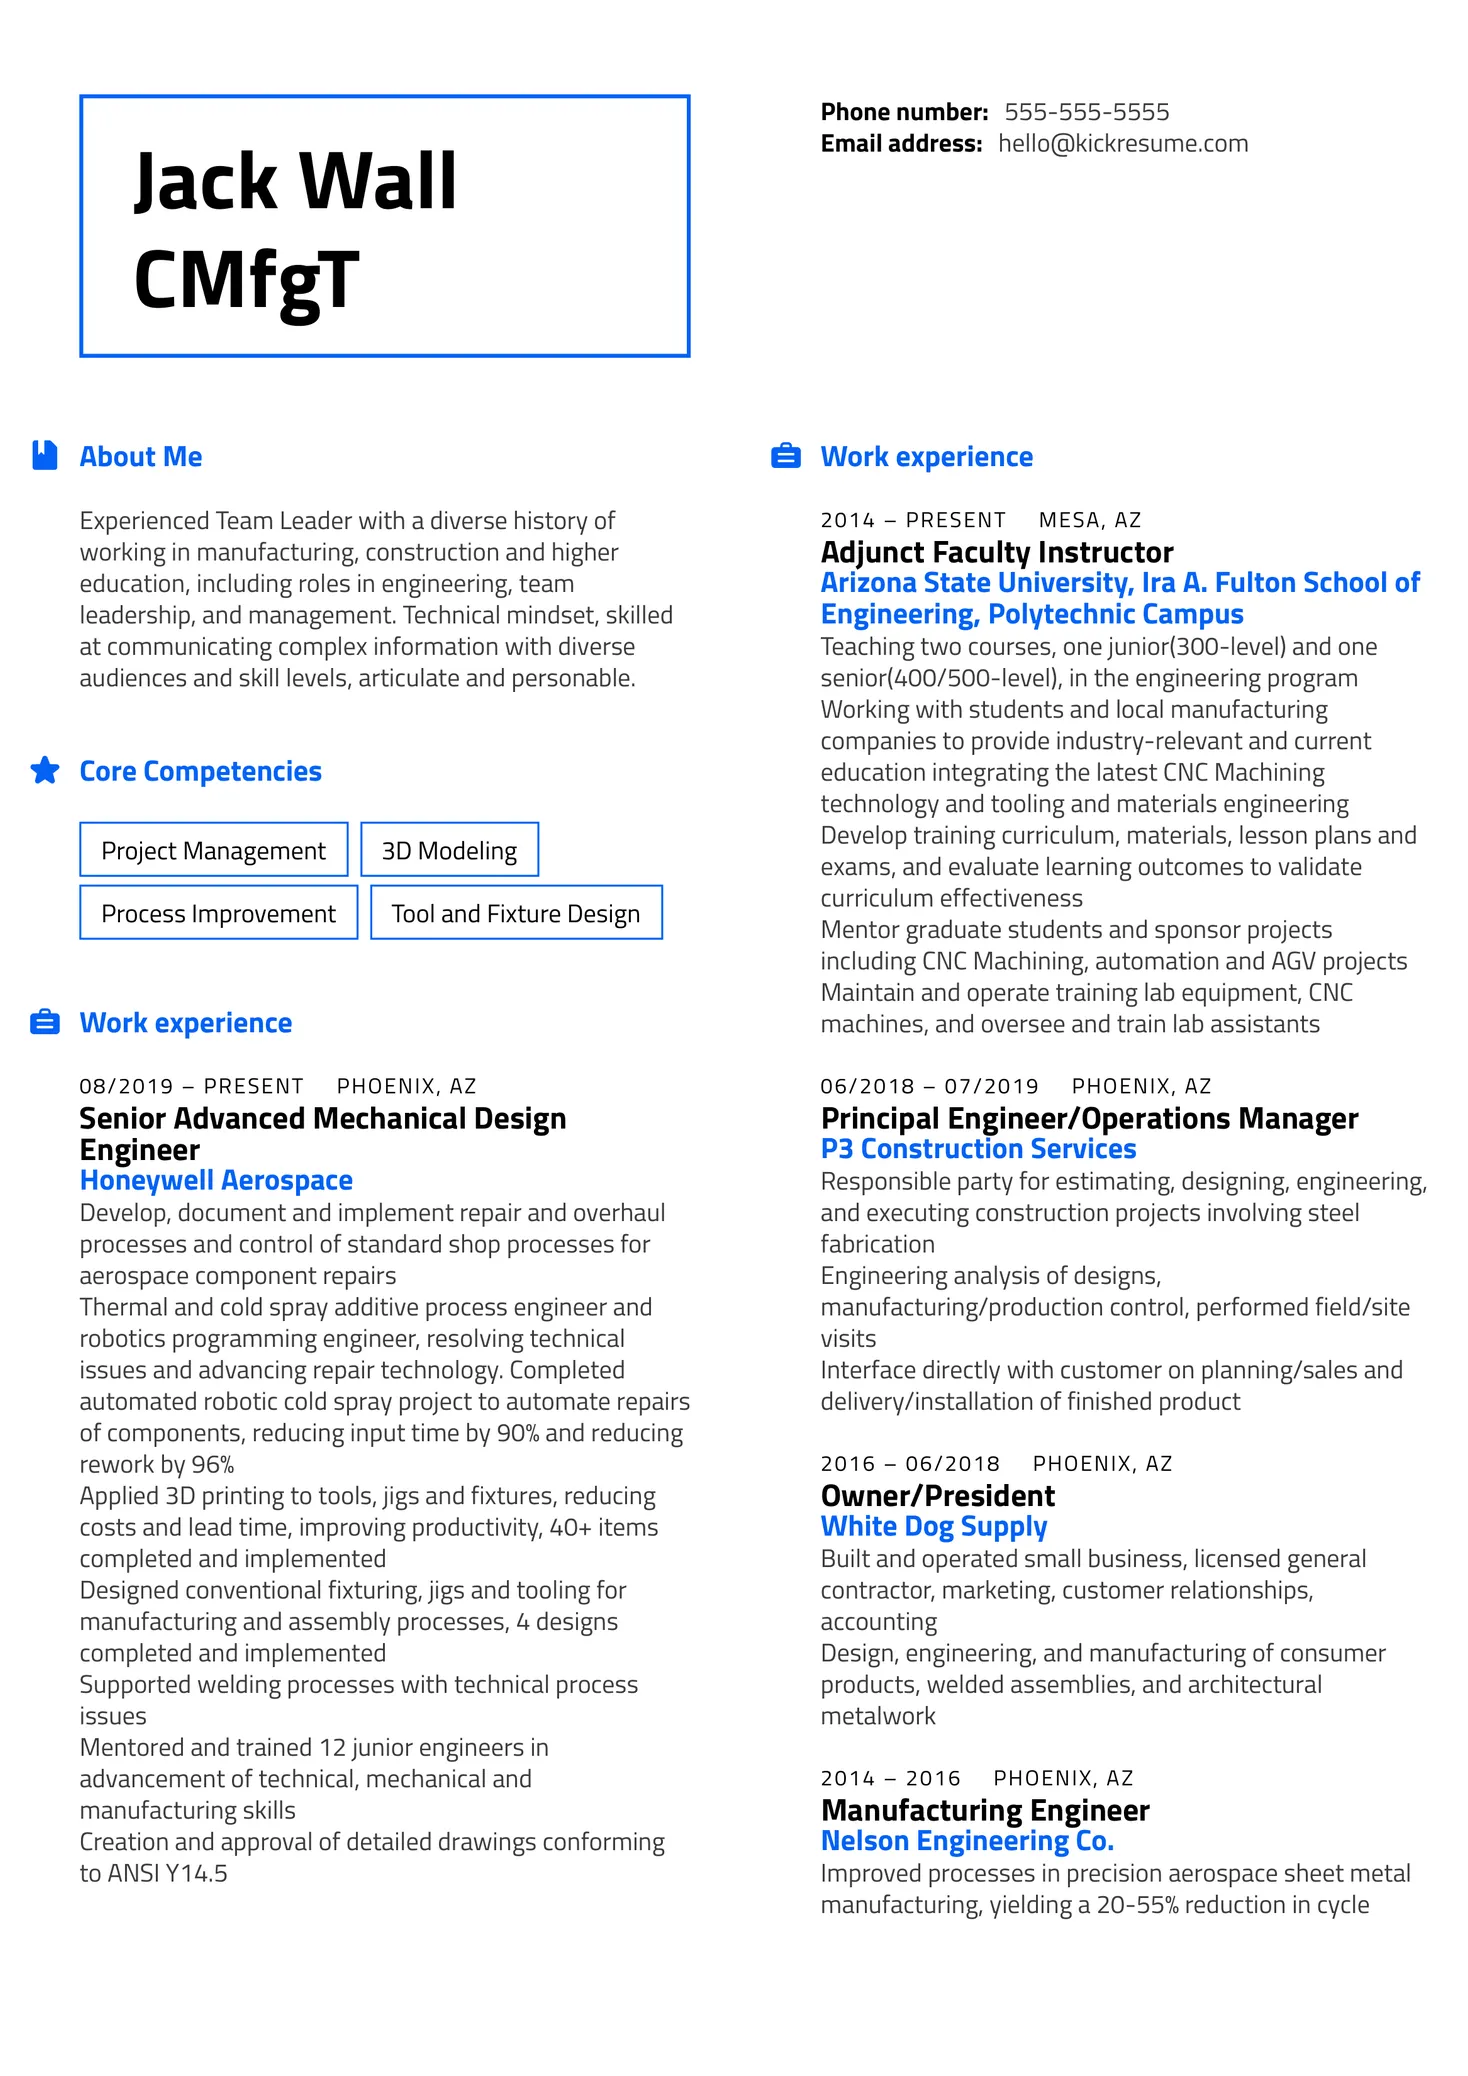 Jack Wall
CMfgT
Phone number: 555-555-5555
Email address: hello@kickresume.com
About Me
Experienced Team Leader with a diverse history of
working in manufacturing, construction and higher
education, including roles in engineering, team
leadership, and management. Technical mindset, skilled
at communicating complex information with diverse
audiences and skill levels, articulate and personable.
Core Competencies
Project Management
3D Modeling
Process Improvement
Tool and Fixture Design
Work experience
08/2019 – PRESENT PHOENIX, AZ
Senior Advanced Mechanical Design
Engineer
Honeywell Aerospace
Develop, document and implement repair and overhaul
processes and control of standard shop processes for
aerospace component repairs
Thermal and cold spray additive process engineer and
robotics programming engineer, resolving technical
issues and advancing repair technology. Completed
automated robotic cold spray project to automate repairs
of components, reducing input time by 90% and reducing
rework by 96%
Applied 3D printing to tools, jigs and fixtures, reducing
costs and lead time, improving productivity, 40+ items
completed and implemented
Designed conventional fixturing, jigs and tooling for
manufacturing and assembly processes, 4 designs
completed and implemented
Supported welding processes with technical process
issues
Mentored and trained 12 junior engineers in
advancement of technical, mechanical and
manufacturing skills
Creation and approval of detailed drawings conforming
to ANSI Y14.5
Work experience
2014 – PRESENT MESA, AZ
Adjunct Faculty Instructor
Arizona State University, Ira A. Fulton School of
Engineering, Polytechnic Campus
Teaching two courses, one junior(300-level) and one
senior(400/500-level), in the engineering program
Working with students and local manufacturing
companies to provide industry-relevant and current
education integrating the latest CNC Machining
technology and tooling and materials engineering
Develop training curriculum, materials, lesson plans and
exams, and evaluate learning outcomes to validate
curriculum effectiveness
Mentor graduate students and sponsor projects
including CNC Machining, automation and AGV projects
Maintain and operate training lab equipment, CNC
machines, and oversee and train lab assistants
06/2018 – 07/2019 PHOENIX, AZ
Principal Engineer/Operations Manager
P3 Construction Services
Responsible party for estimating, designing, engineering,
and executing construction projects involving steel
fabrication
Engineering analysis of designs,
manufacturing/production control, performed field/site
visits
Interface directly with customer on planning/sales and
delivery/installation of finished product
2016 – 06/2018 PHOENIX, AZ
Owner/President
White Dog Supply
Built and operated small business, licensed general
contractor, marketing, customer relationships,
accounting
Design, engineering, and manufacturing of consumer
products, welded assemblies, and architectural
metalwork
2014 – 2016 PHOENIX, AZ
Manufacturing Engineer
Nelson Engineering Co.
Improved processes in precision aerospace sheet metal
manufacturing, yielding a 20-55% reduction in cycle